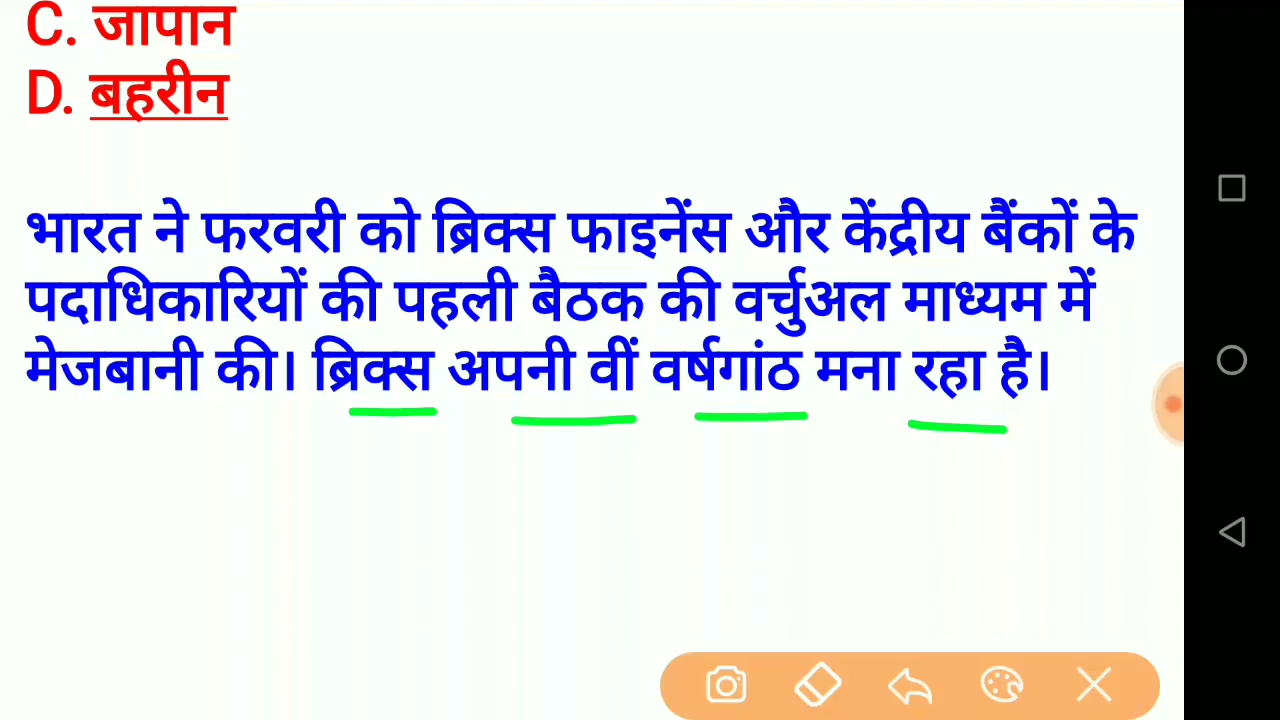 C. जापान
D. बहरीन
भारत ने फरवरी को ब्रिक्स फाइनेंस और केंद्रीय बैंकों के
पदाधिकारियों की पहली बैठक की वर्चुअल माध्यम में
मेजबानी की। ब्रिक्स अपनी वीं वर्षगांठ मना रहा है।